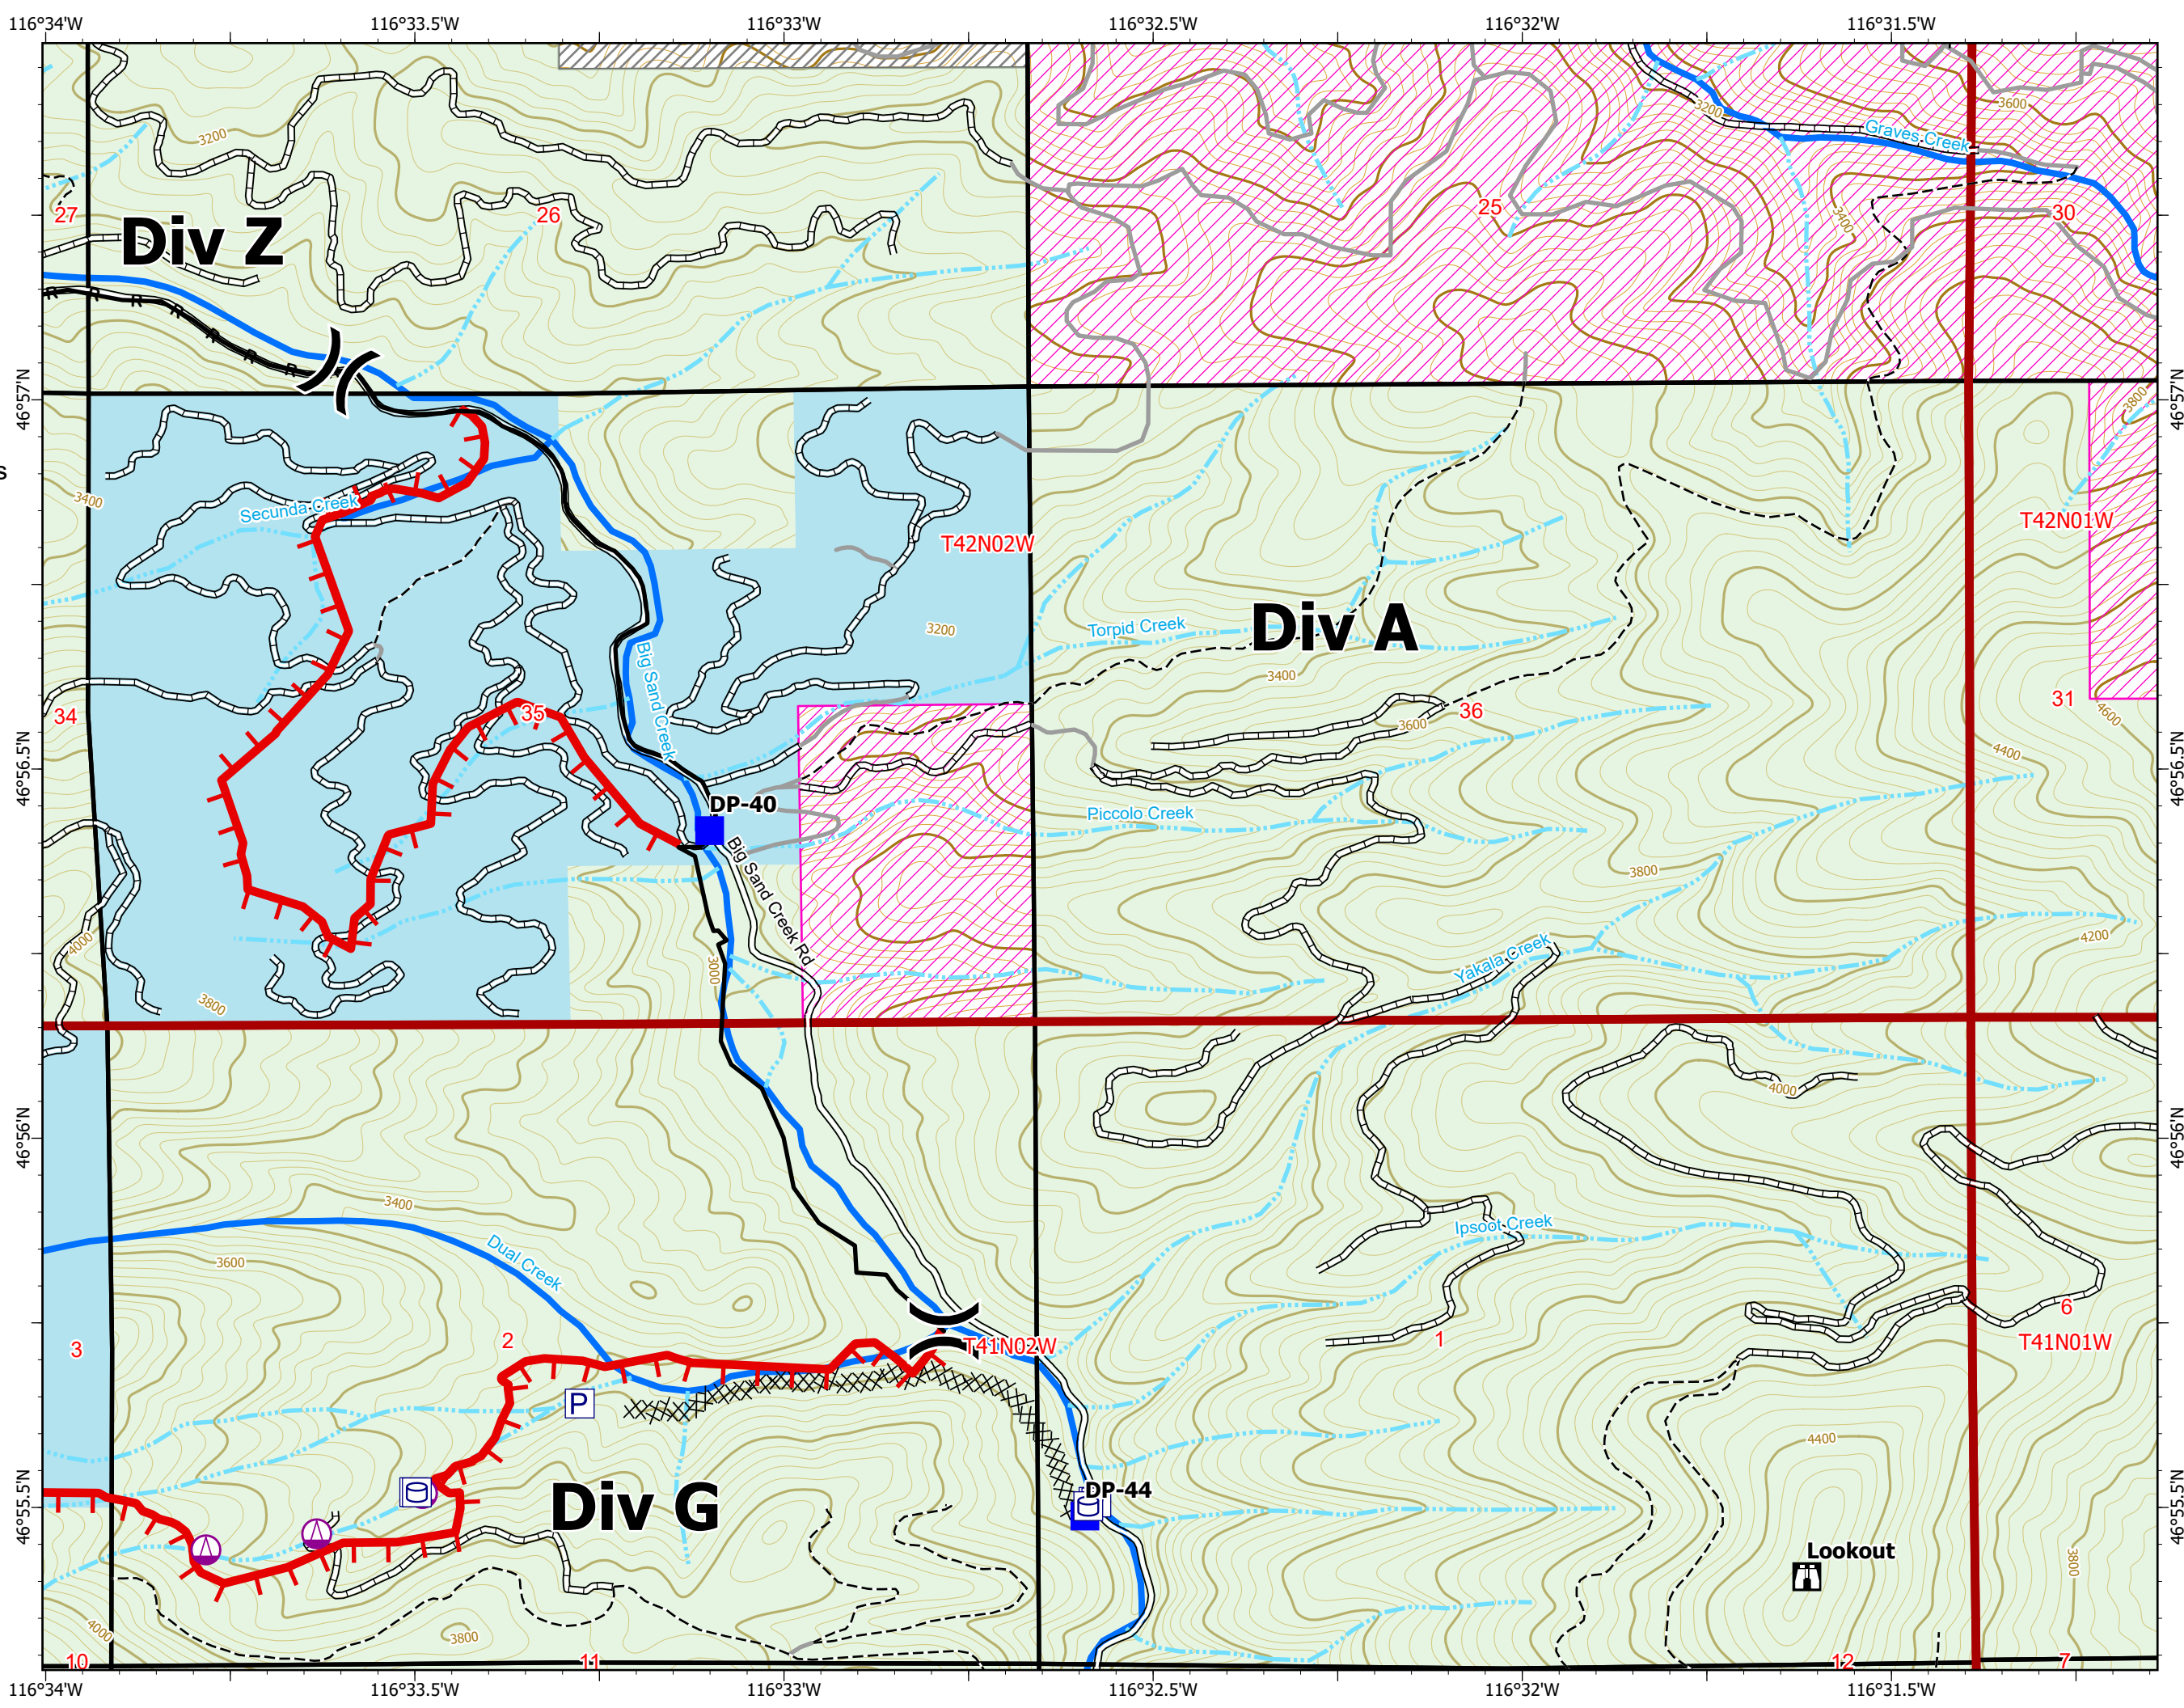 116°34'W 116°33.5'W 116°33'W 116°32.5'W 116°32'W 116°31.5'W
3200
3200
3600
Graves Creek
27
Div Z
26
25
3400
30
R R R R R R R
46°57'N
46°57'N
3800
s
3400
Secunda Creek
T42N02W
T42N01W
3200
Torpid Creek
Div A
Big Sand Creek
3400
34
35
36
31
3600
4600
4400
46°56.5'N
46°56.5'N
DP-40
Piccolo Creek
Big Sand Creek Rd
3800
4000
3000
Yakala Creek
4200
3800
4000
46°56'N
46°56'N
3400
Ipsoot Creek
3600
Dual Creek
6
3
2
T41N02W
1
T41N01W
P
4400
46°55.5'N
46°55.5'N
Div G
DP-44
Lookout
3800
4000
3800
10
11
12
7
116°34'W 116°33.5'W 116°33'W 116°32.5'W 116°32'W 116°31.5'W